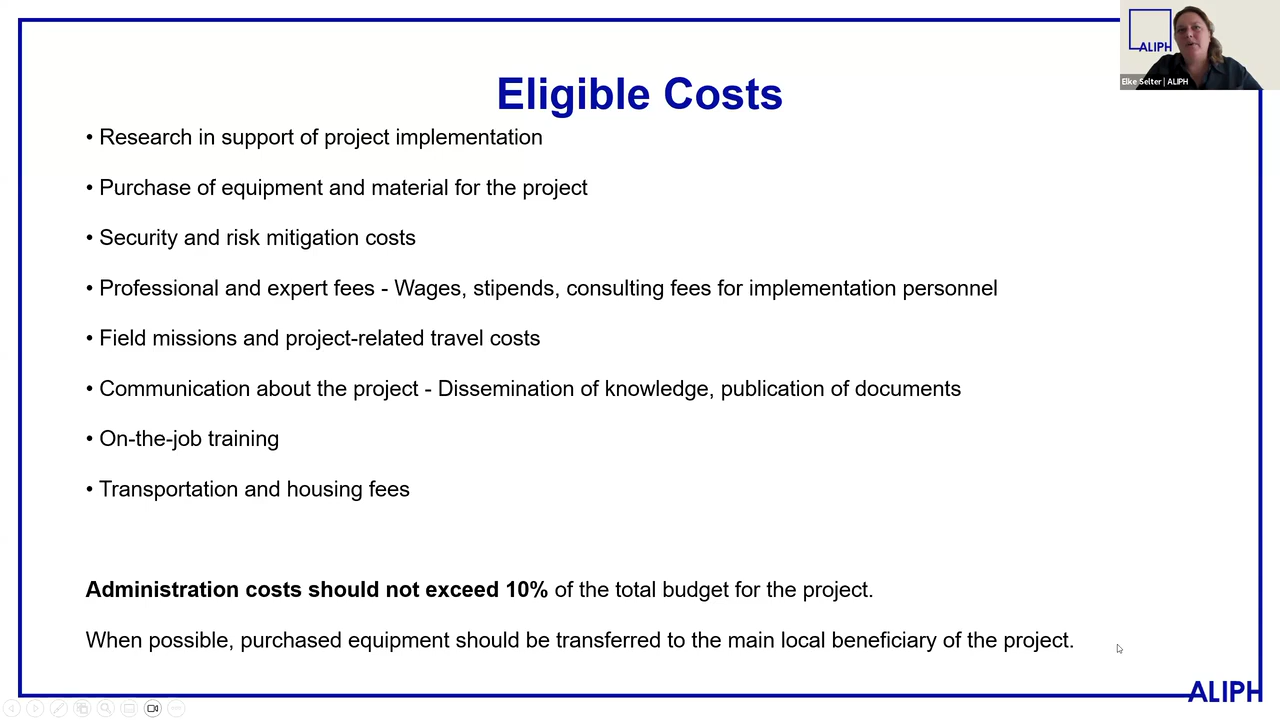 ALIPH
Elke Selter | ALIPH
Eligible Costs
• Research in support of project implementation
• Purchase of equipment and material for the project
• Security and risk mitigation costs
• Professional and expert fees - Wages, stipends, consulting fees for implementation personnel
• Field missions and project-related travel costs
• Communication about the project - Dissemination of knowledge, publication of documents
• On-the-job training
• Transportation and housing fees
Administration costs should not exceed 10% of the total budget for the project.
When possible, purchased equipment should be transferred to the main local beneficiary of the project.
ALIPH